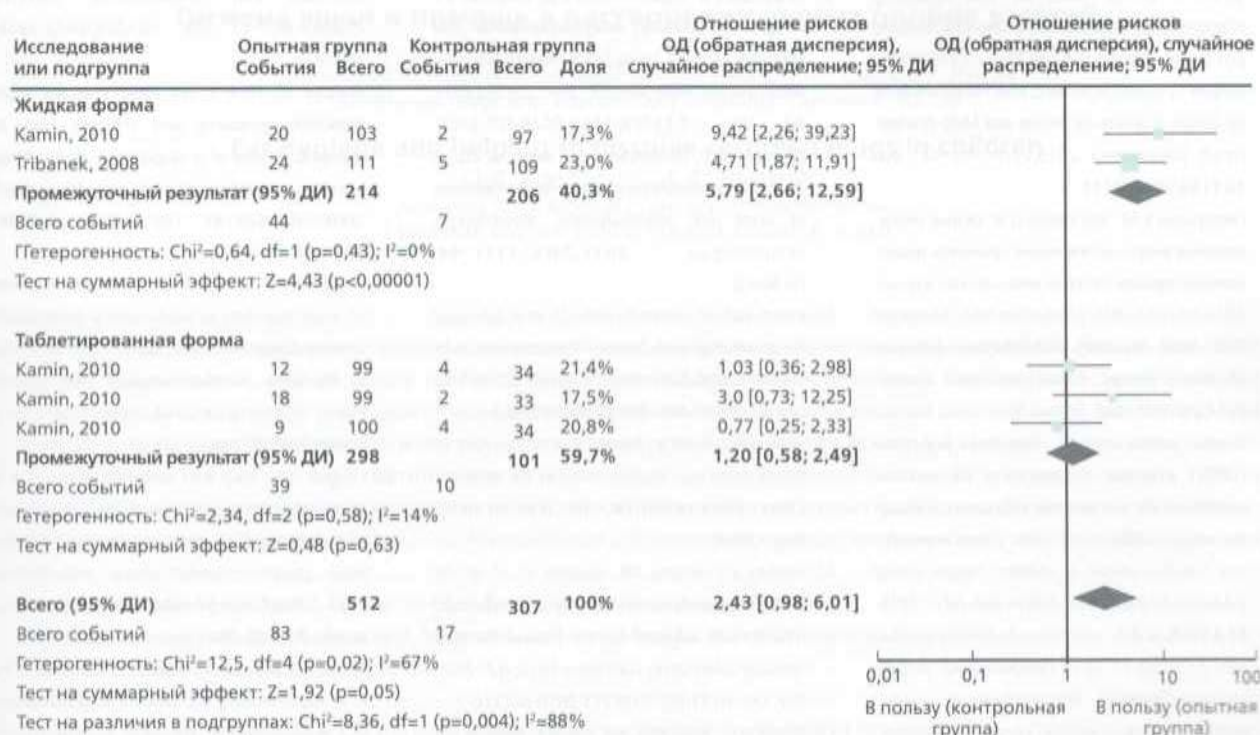 Исследование или подгруппа Опытная группа События Всего Контрольная группа События Всего Доля Отношение рисков ОД (обратная дисперсия), случайное распределение; 95% ДИ Отношение рисков ОД (обратная дисперсия), случайное распределение; 95% ДИ
Жидкая форма
Kamin, 2010 20 103 2 97 17,3% 9,42 [2,26; 39,23]
Tribanek, 2008 24 111 5 109 23,0% 4,71 [1,87; 11,91]
Промежуточный результат (95% ДИ) 214 206 40,3% 5,79 [2,66; 12,59]
Всего событий 44 7
ГГетерогенность: Chi²=0,64, df=1 (p=0,43); I²=0%
Тест на суммарный эффект: Z=4,43 (p<0,00001)
Таблетированная форма
Kamin, 2010 12 99 4 34 21,4% 1,03 [0,36; 2,98]
Kamin, 2010 18 99 2 33 17,5% 3,0 [0,73; 12,25]
Kamin, 2010 9 100 4 34 20,8% 0,77 [0,25; 2,33]
Промежуточный результат (95% ДИ) 298 101 59,7% 1,20 [0,58; 2,49]
Всего событий 39 10
Гетерогенность: Chi²=2,34, df=2 (p=0,58); I²=14%
Тест на суммарный эффект: Z=0,48 (p=0,63)
Всего (95% ДИ) 512 307 100% 2,43 [0,98; 6,01]
Всего событий 83 17
Гетерогенность: Chi²=12,5, df=4 (p=0,02); I²=67%
Тест на суммарный эффект: Z=1,92 (p=0,05)
Тест на различия в подгруппах: Chi²=8,36, df=1 (p=0,004); I²=88%
0,01 0,1 1 10 100
В пользу (контрольная группа) В пользу (опытная группа)